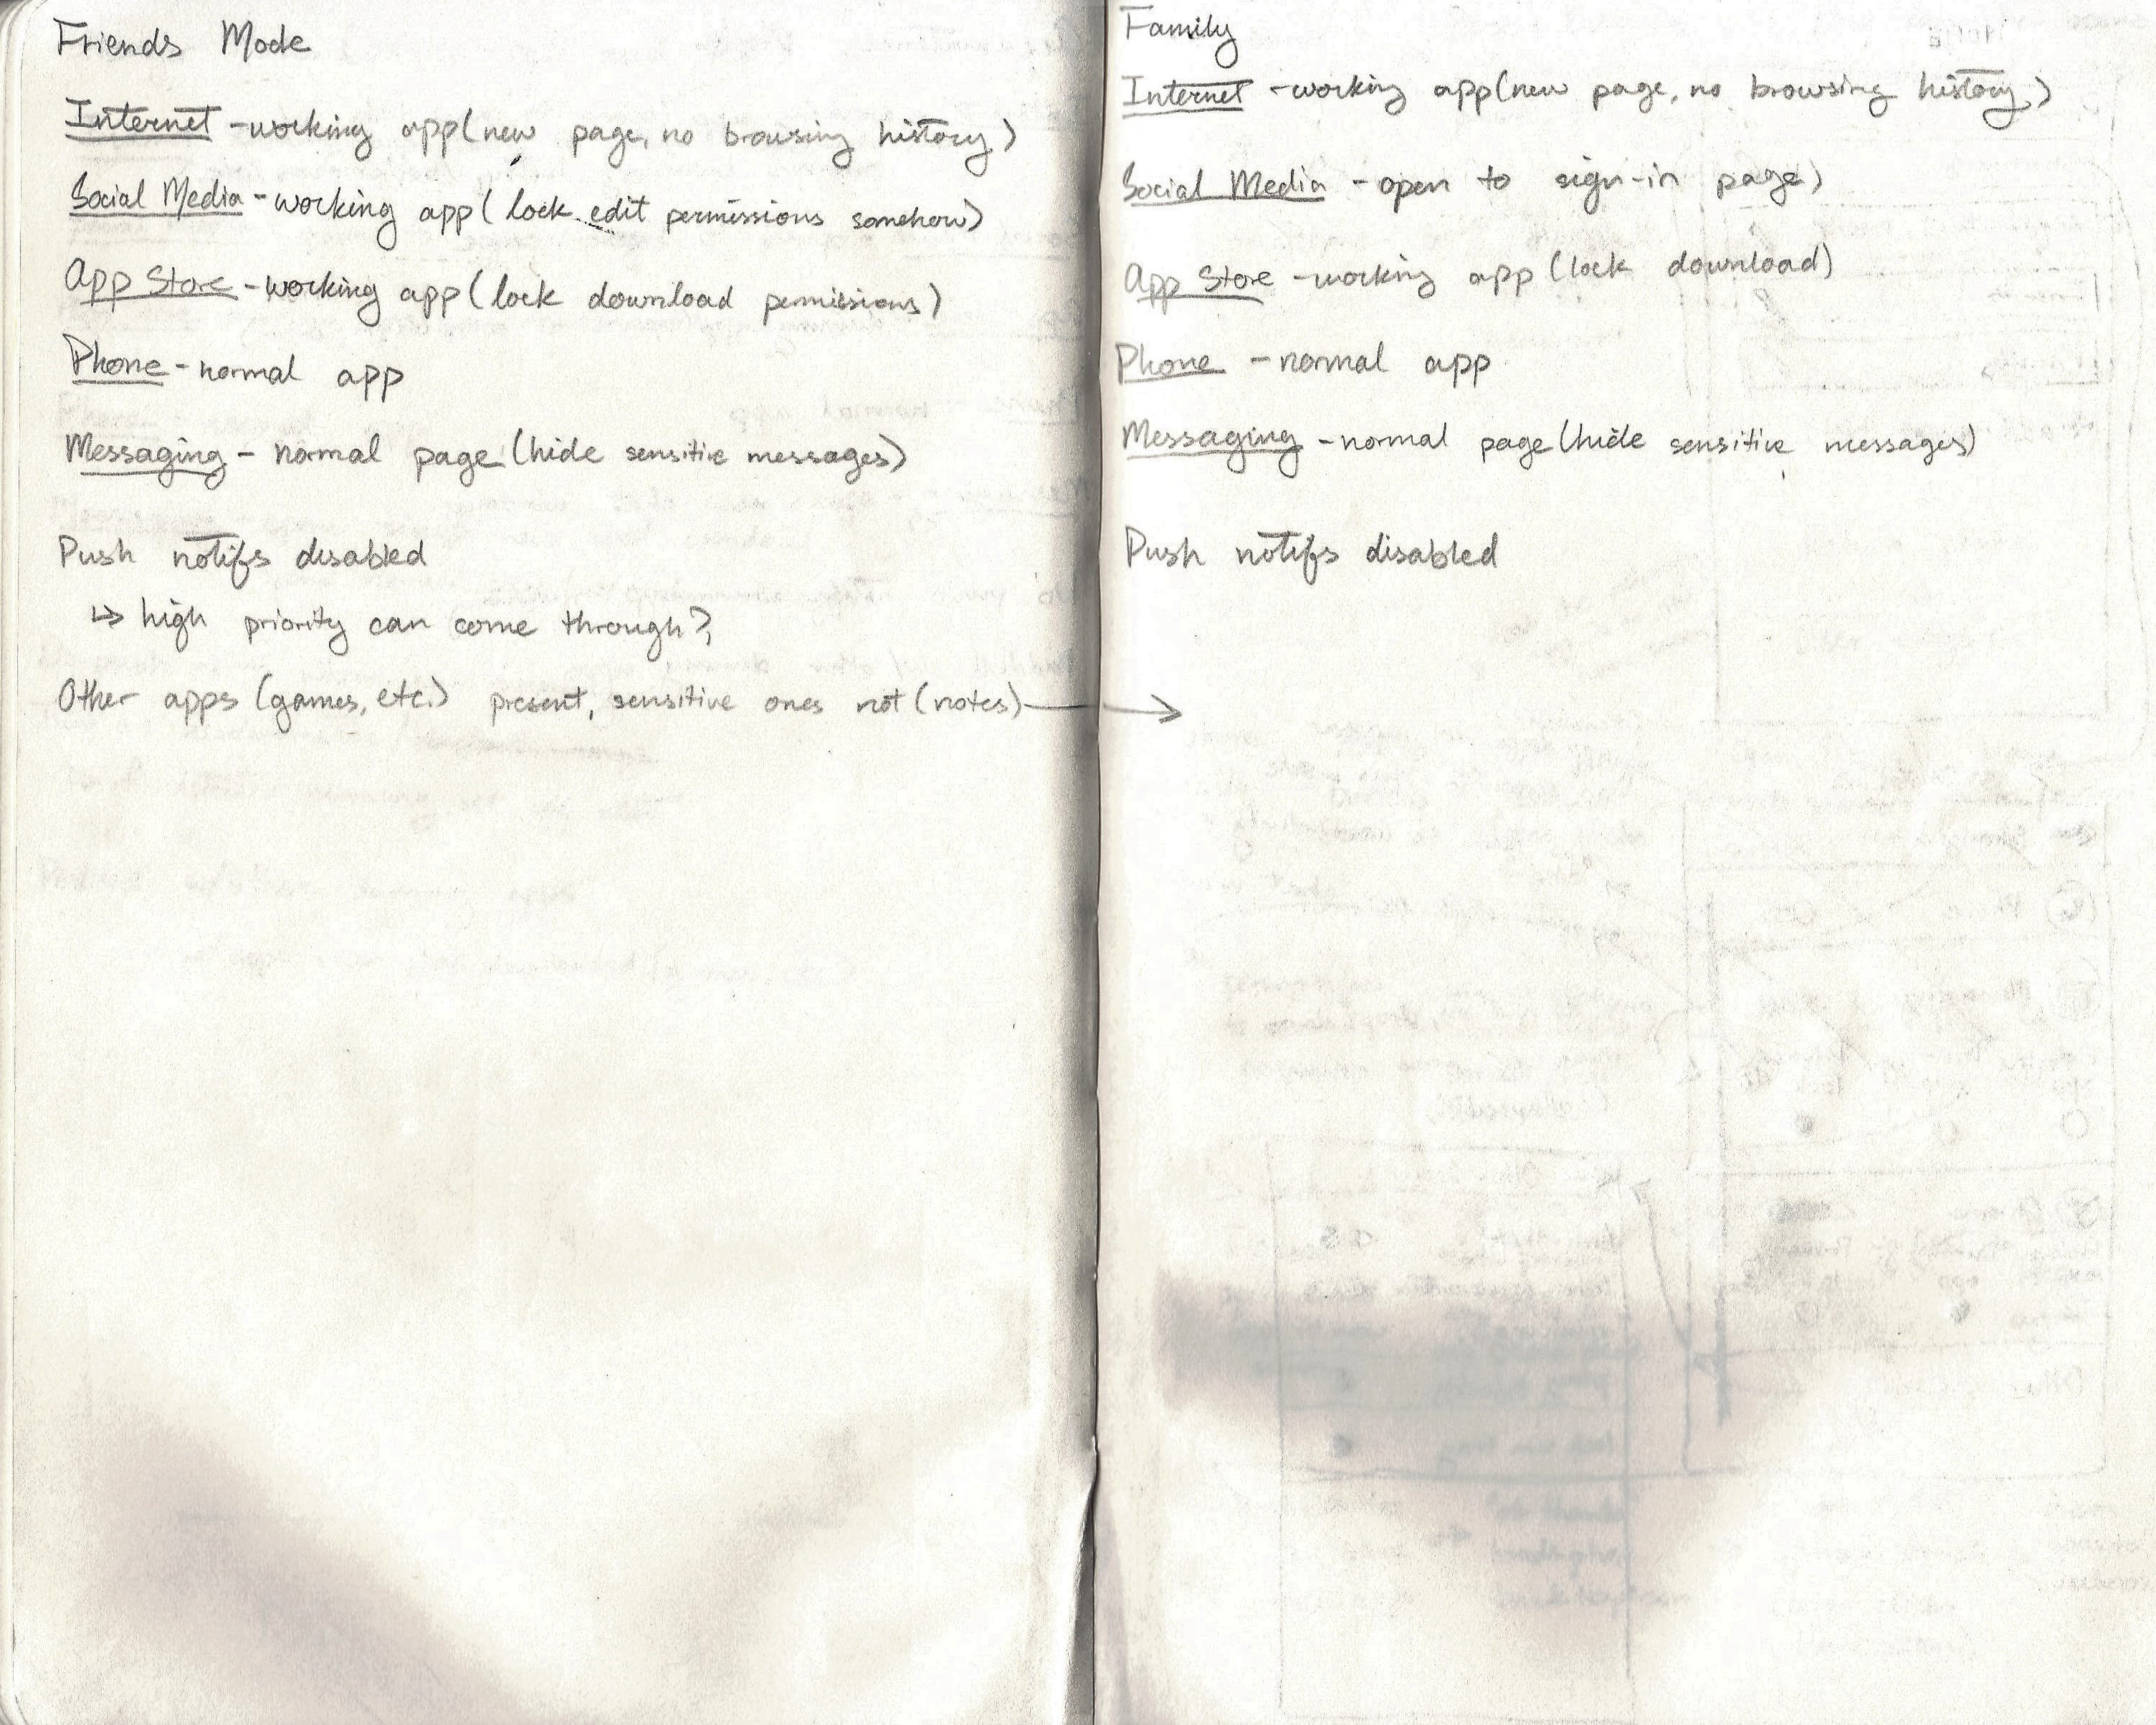 Friends Mode
Internet - working app (new page, no browsing history)
Social Media - working app (lock edit permissions somehow)
App Store - working app (lock download permissions)
Phone - normal app
Messaging - normal page (hide sensitive messages)
Push notifs disabled
↳ high priority can come through?
Other apps (games, etc.) present, sensitive ones not (notes) →
Family
Internet - working app (new page, no browsing history)
Social Media - open to sign-in page)
App Store - working app (lock download)
Phone - normal app
Messaging - normal page (hide sensitive messages)
Push notifs disabled